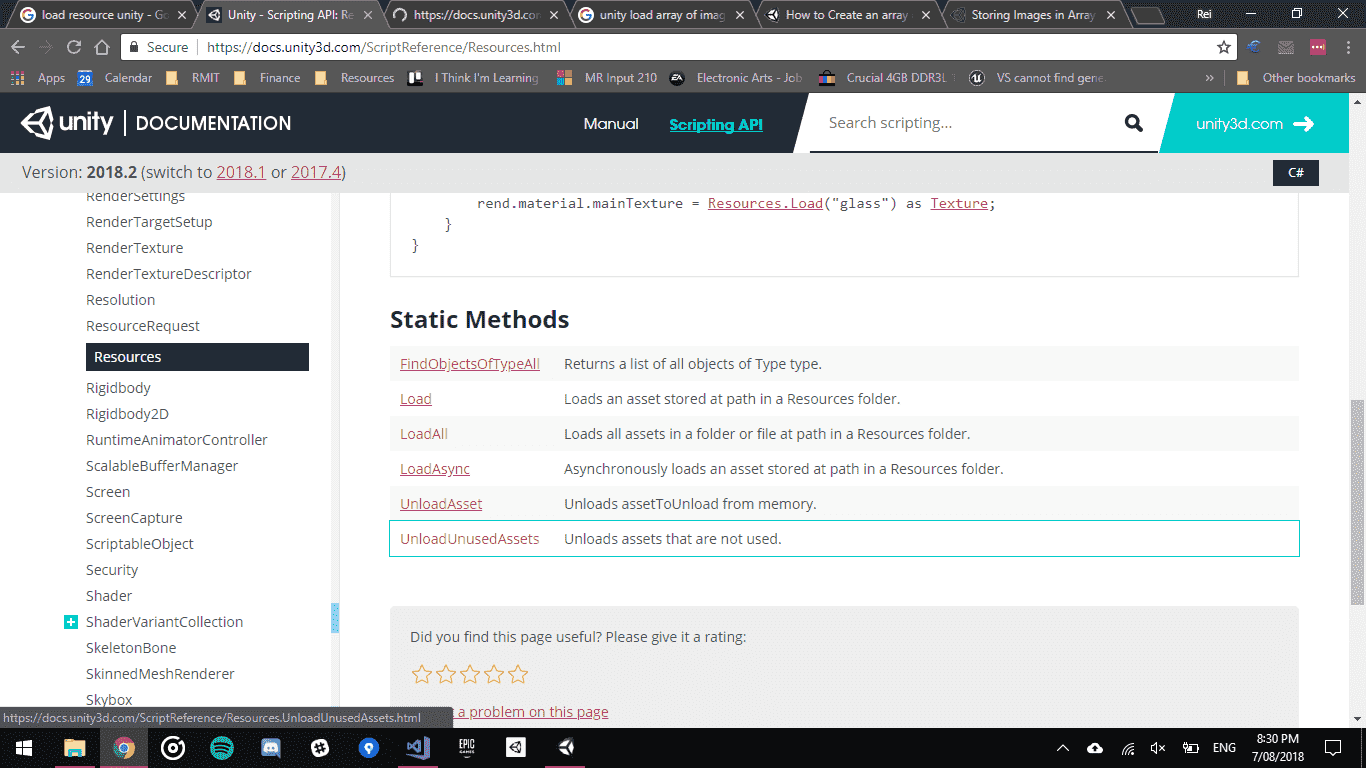 load resource unity - Go
Unity - Scripting API: Re
https://docs.unity3d.com
unity load array of imag
How to Create an array
Storing Images in Array
Rei
Secure
https://docs.unity3d.com/ScriptReference/Resources.html
Apps
29
Calendar
RMIT
Finance
Resources
I Think I'm Learning
MR Input 210
EA
Electronic Arts - Job
Crucial 4GB DDR3L
VS cannot find gene
»
Other bookmarks
unity | DOCUMENTATION
Manual
Scripting API
Search scripting...
unity3d.com
Version: 2018.2 (switch to 2018.1 or 2017.4)
C#
RenderSettings
RenderTargetSetup
RenderTexture
RenderTextureDescriptor
Resolution
ResourceRequest
Resources
Rigidbody
Rigidbody2D
RuntimeAnimatorController
ScalableBufferManager
Screen
ScreenCapture
ScriptableObject
Security
Shader
ShaderVariantCollection
SkeletonBone
SkinnedMeshRenderer
Skybox
rend.material.mainTexture = Resources.Load("glass") as Texture;
}
}
Static Methods
FindObjectsOfTypeAll Returns a list of all objects of Type type.
Load Loads an asset stored at path in a Resources folder.
LoadAll Loads all assets in a folder or file at path in a Resources folder.
LoadAsync Asynchronously loads an asset stored at path in a Resources folder.
UnloadAsset Unloads assetToUnload from memory.
UnloadUnusedAssets Unloads assets that are not used.
Did you find this page useful? Please give it a rating:
a problem on this page
https://docs.unity3d.com/ScriptReference/Resources.UnloadUnusedAssets.html
EPIC
GAMES
ENG
8:30 PM
7/08/2018